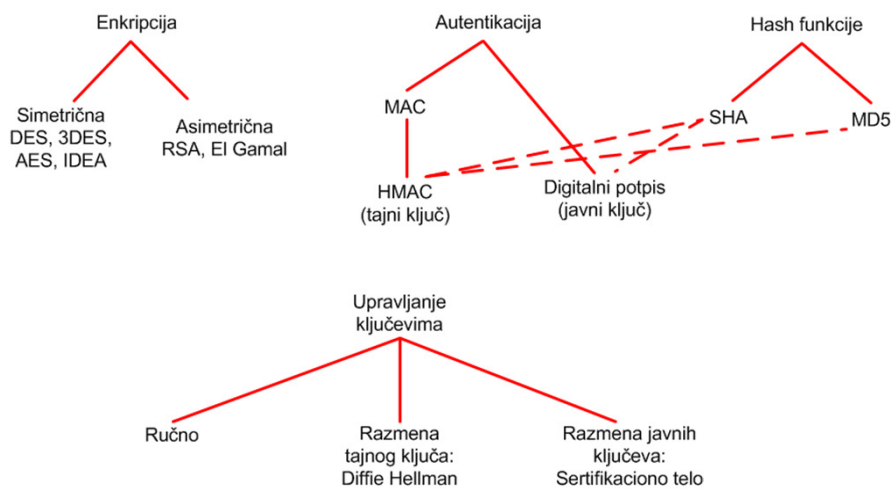 Enkripcija
Autentikacija
Hash funkcije
Simetrična
DES, 3DES,
AES, IDEA
Asimetrična
RSA, El Gamal
MAC
SHA
MD5
HMAC
(tajni ključ)
Digitalni potpis
(javni ključ)
Upravljanje
ključevima
Ručno
Razmena
tajnog ključa:
Diffie Hellman
Razmena javnih
ključeva:
Sertifikaciono telo